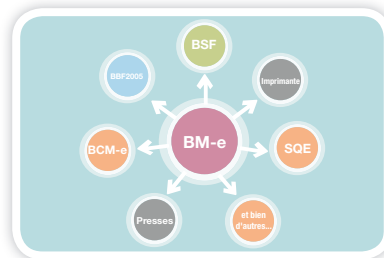 BSF
BBF2005
Imprimante
BM-e
BCM-e
SQE
Presses
et bien
d'autres...